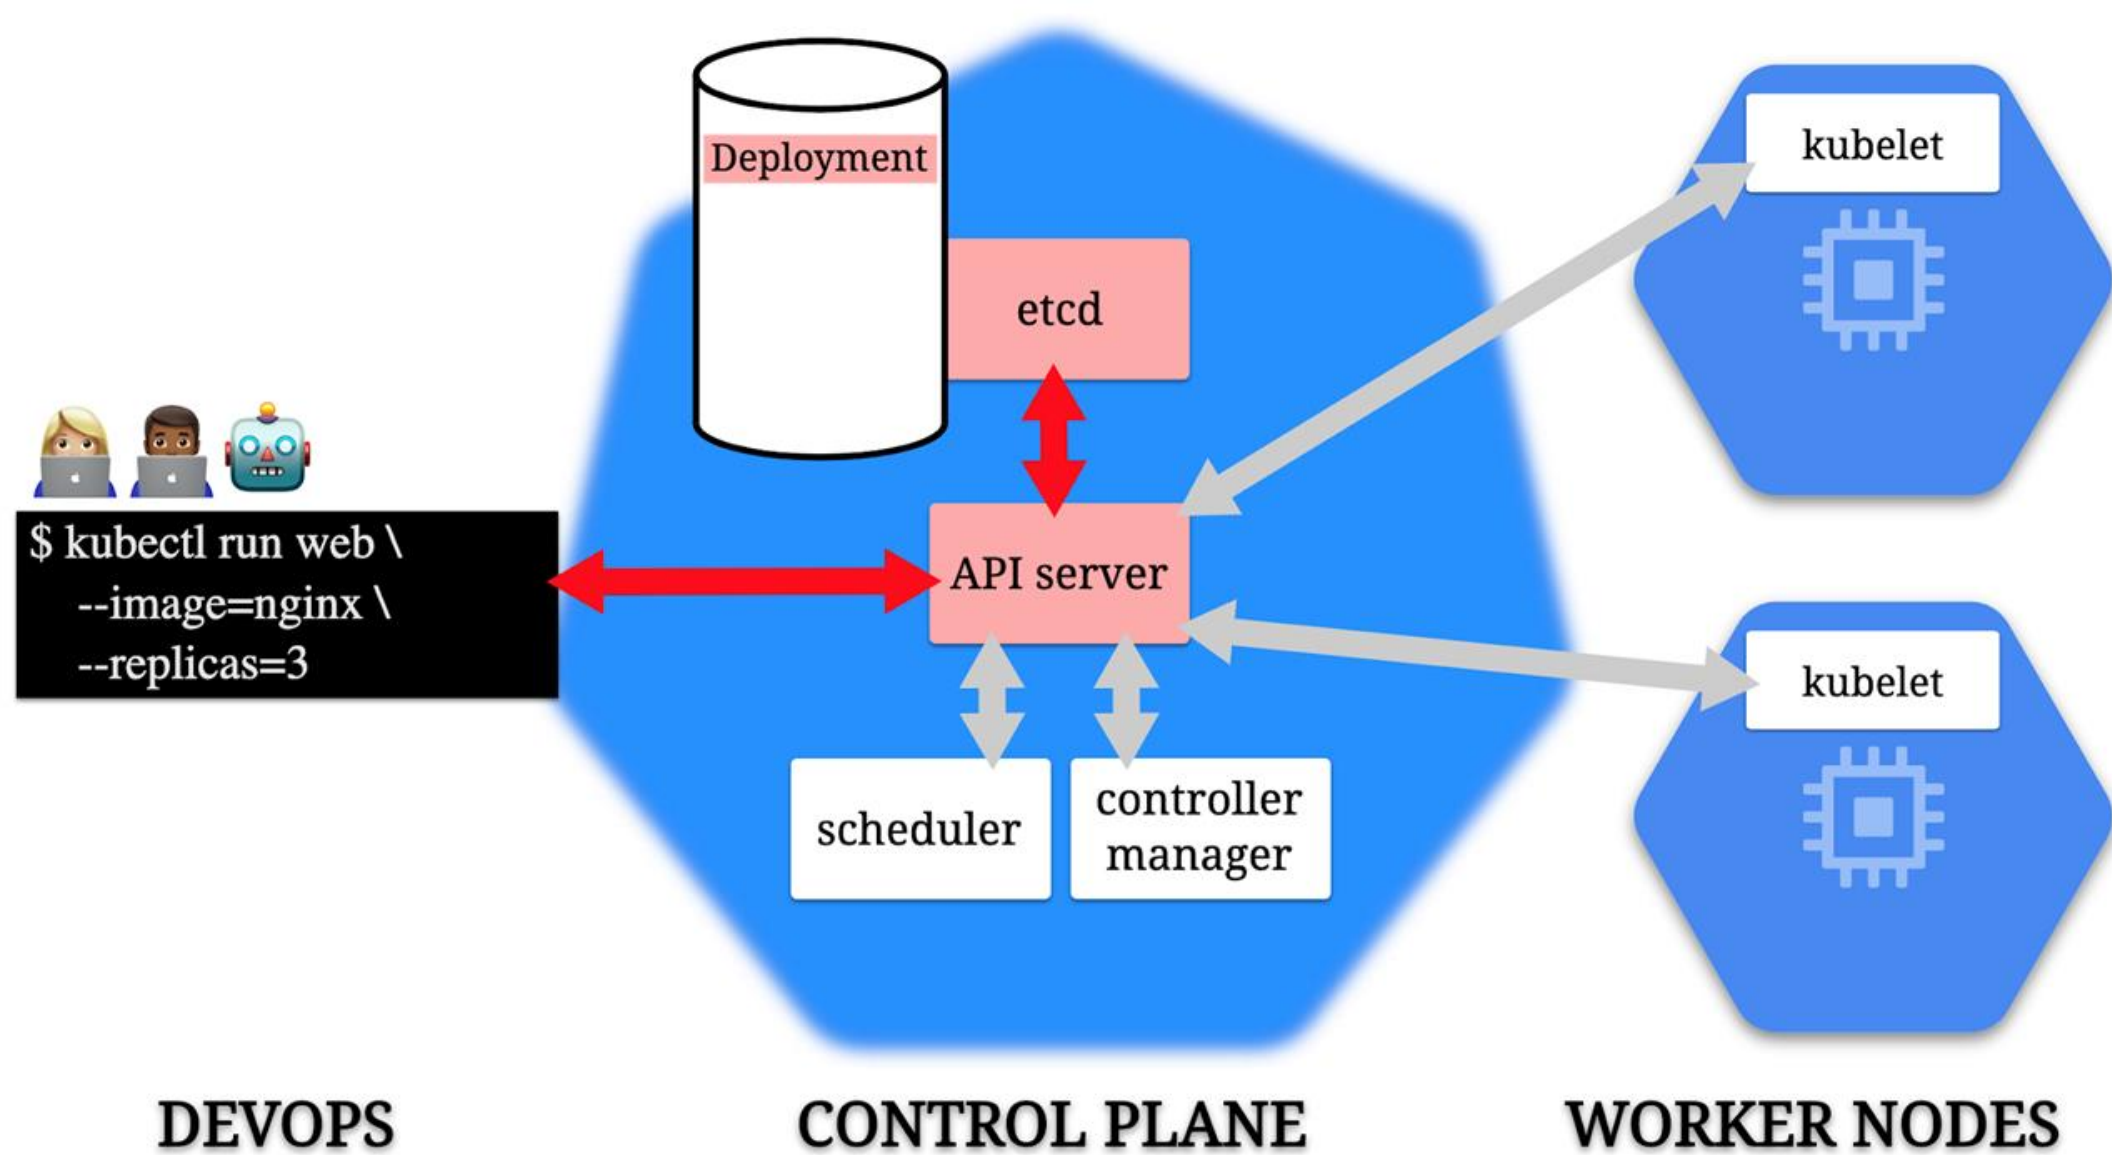 Deployment
etcd
kubelet
$ kubectl run web \
--image=nginx \
--replicas=3
API server
kubelet
scheduler
controller
manager
DEVOPS
CONTROL PLANE
WORKER NODES